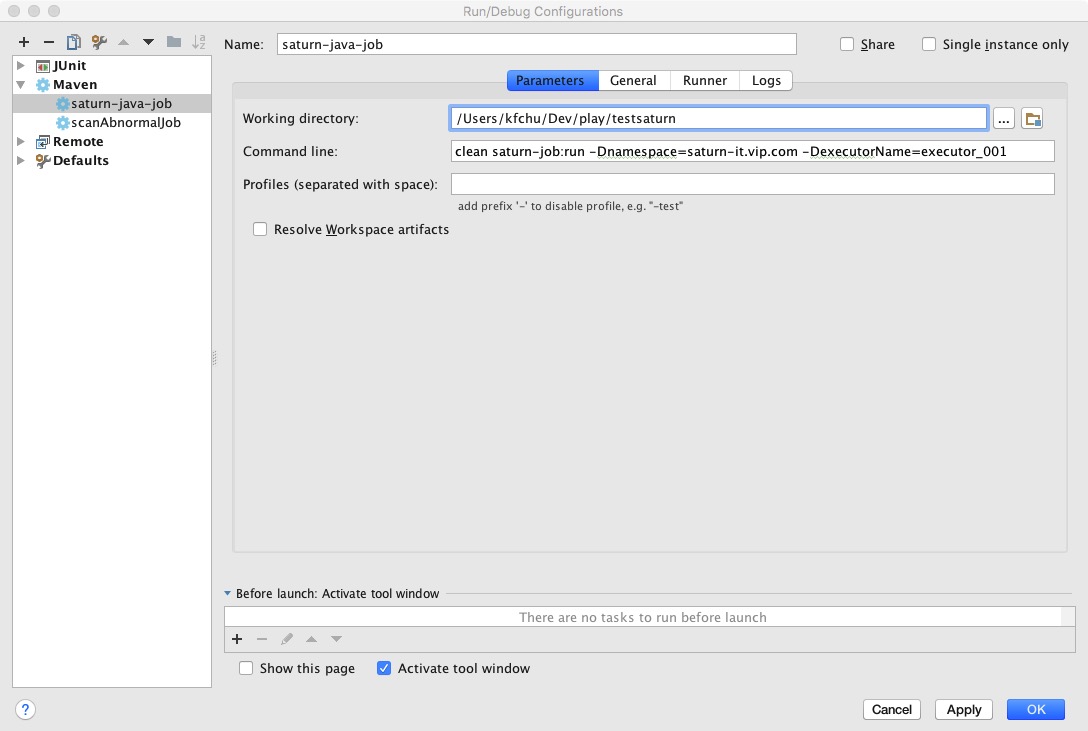 Run/Debug Configurations
Name: saturn-java-job Share Single instance only
JUnit
Maven
saturn-java-job
scanAbnormalJob
Remote
Defaults
Parameters General Runner Logs
Working directory: /Users/kfchu/Dev/play/testsaturn ...
Command line: clean saturn-job:run -Dnamespace=saturn-it.vip.com -DexecutorName=executor_001
Profiles (separated with space):
add prefix '-' to disable profile, e.g. "-test"
Resolve Workspace artifacts
Before launch: Activate tool window
There are no tasks to run before launch
Show this page Activate tool window
? Cancel Apply OK